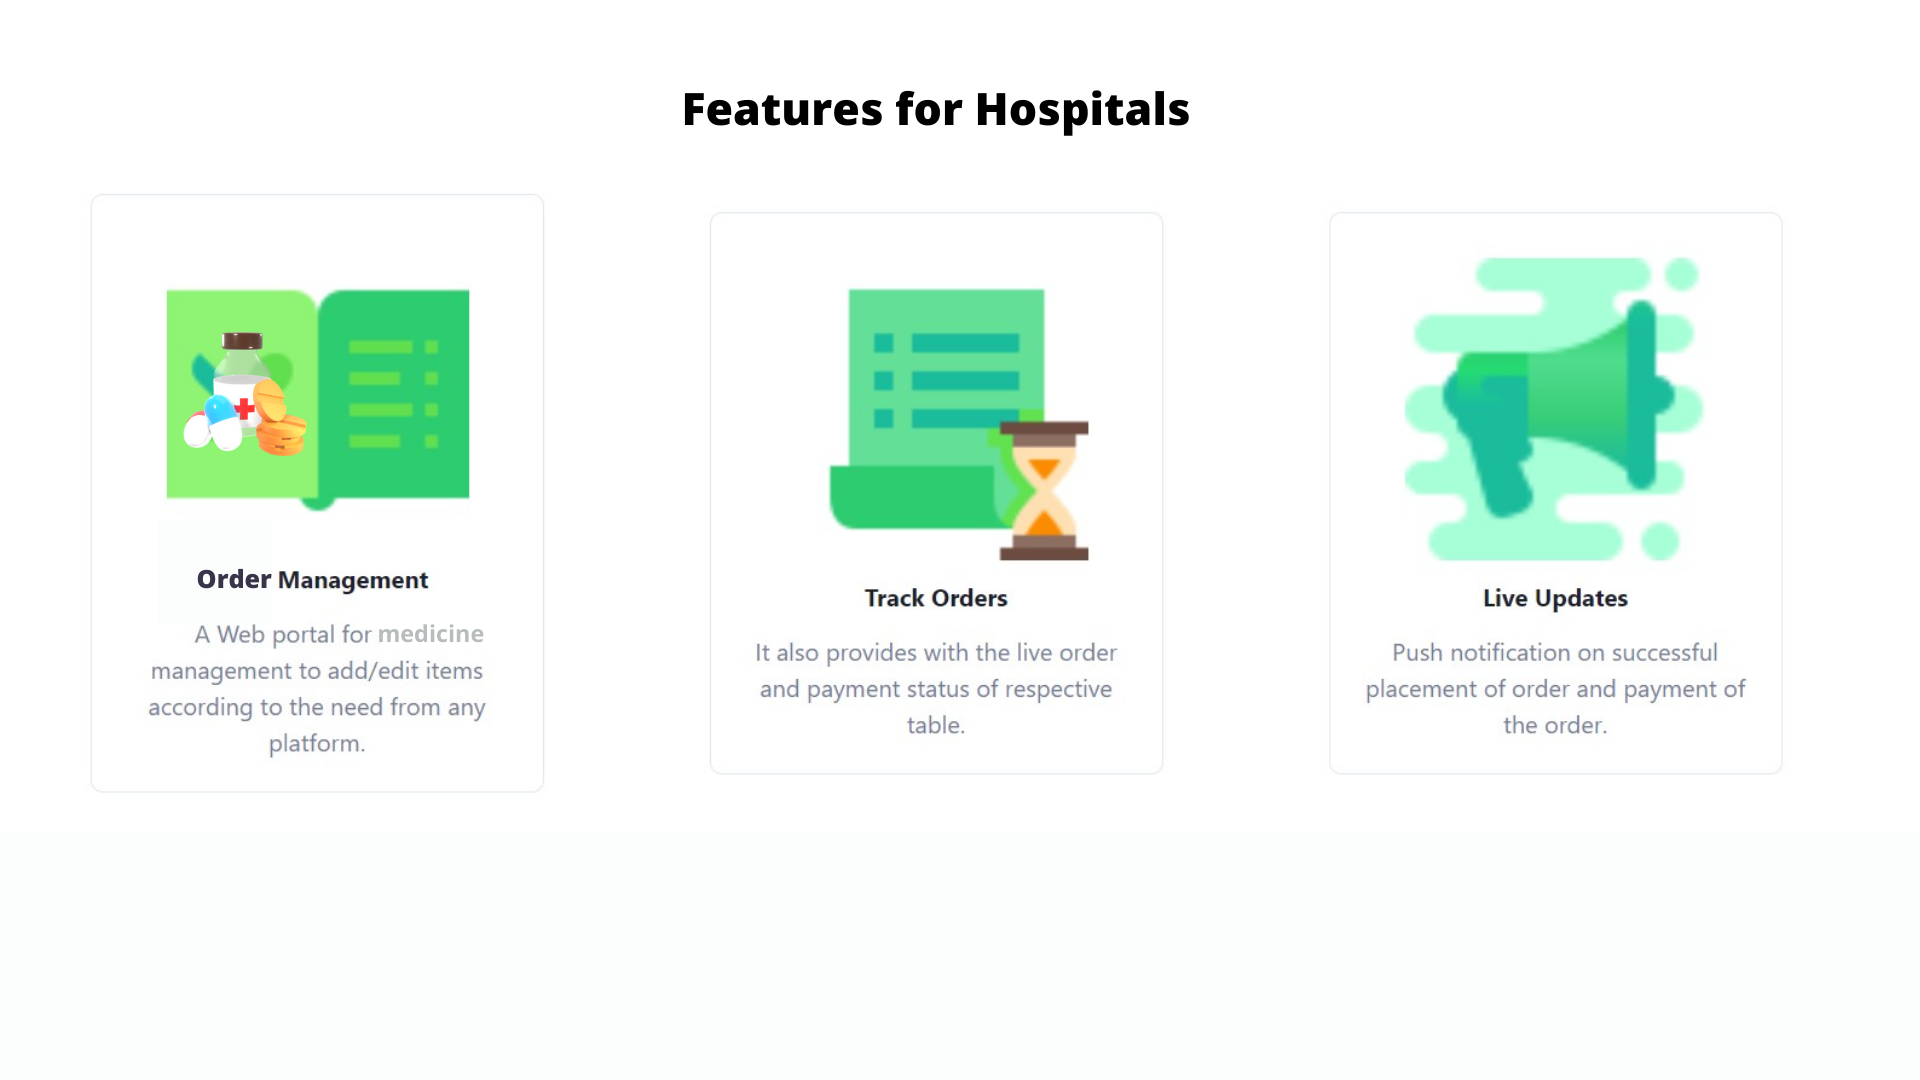 Features for Hospitals
Order Management
A Web portal for medicine
management to add/edit items
according to the need from any
platform.
Track Orders
It also provides with the live order
and payment status of respective
table.
Live Updates
Push notification on successful
placement of order and payment of
the order.